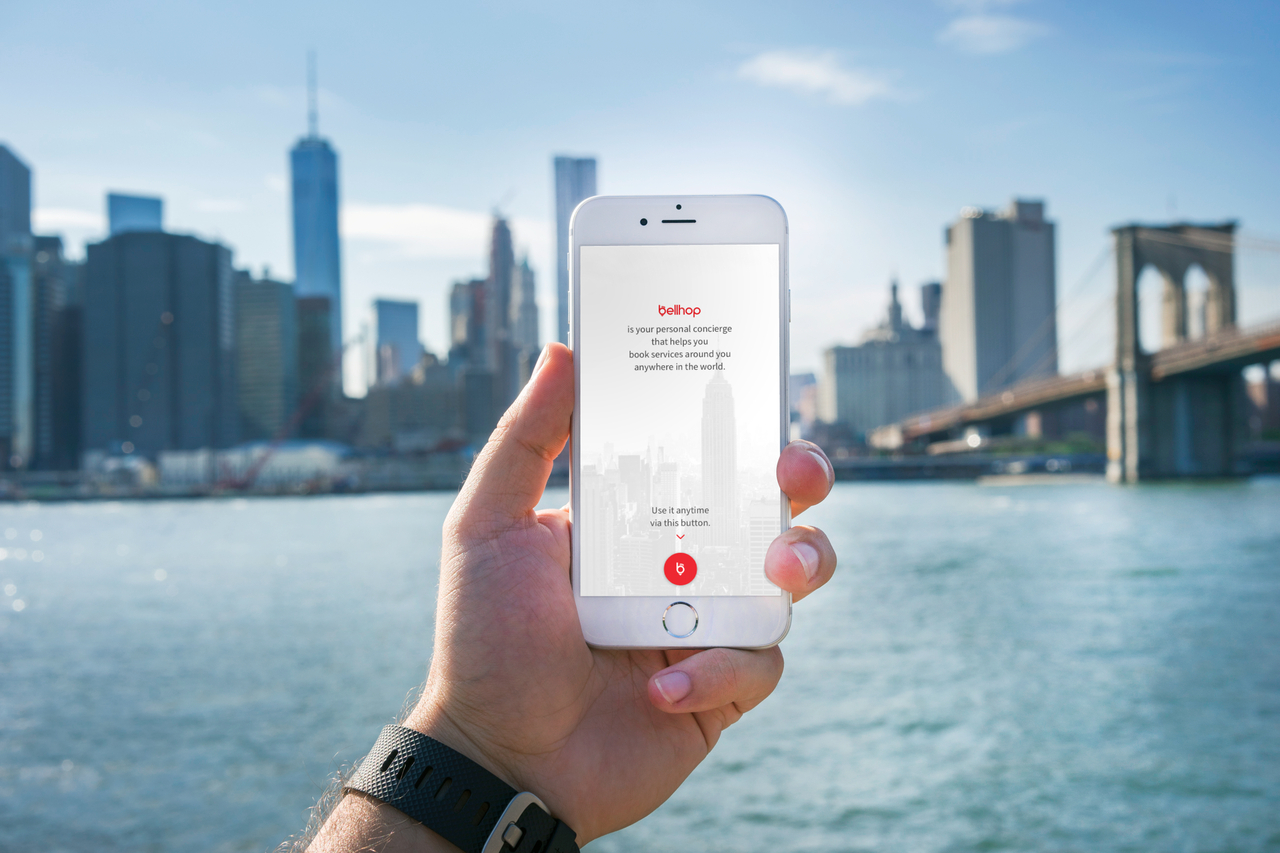 bellhop
is your personal concierge
that helps you
book services around you
anywhere in the world.
Use it anytime
via this button.